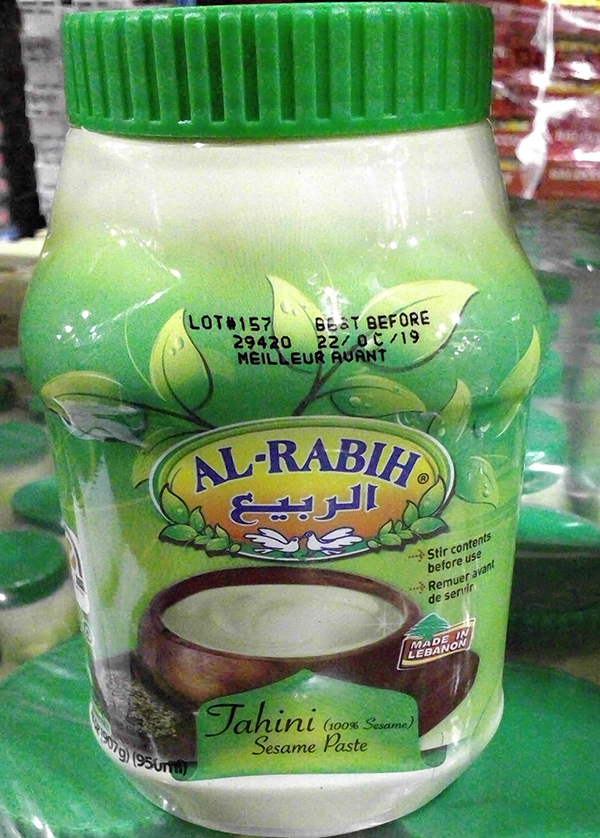 LOT#157 BEST BEFORE
29420 22/OC/19
MEILLEUR AVANT
AL-RABIH®
الربيع
Stir contents
before use
Remuer avant
de servir
MADE IN
LEBANON
Tahini (100% Sesame)
Sesame Paste
(907g) (950ml)